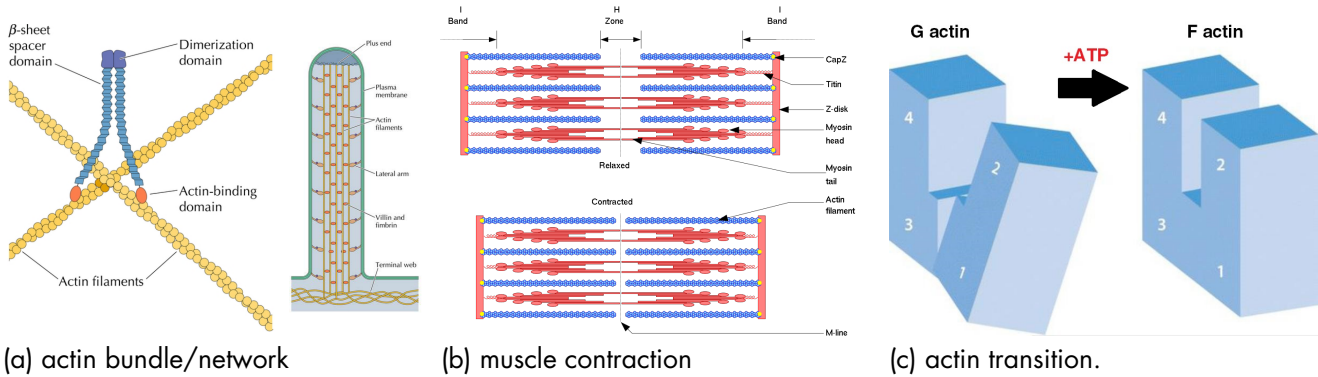 β-sheet
spacer
domain
Dimerization
domain
Actin-binding
domain
Actin filaments
Plus end
Plasma
membrane
Actin
filaments
Lateral arm
Villin and
fimbrin
Terminal web
(a) actin bundle/network
I
Band
H
Zone
I
Band
CapZ
Titin
Z-disk
Myosin
head
Myosin
tail
Relaxed
Contracted
Actin
filament
M-line
(b) muscle contraction
G actin
+ATP
F actin
4
2
3
1
4
2
3
1
(c) actin transition.